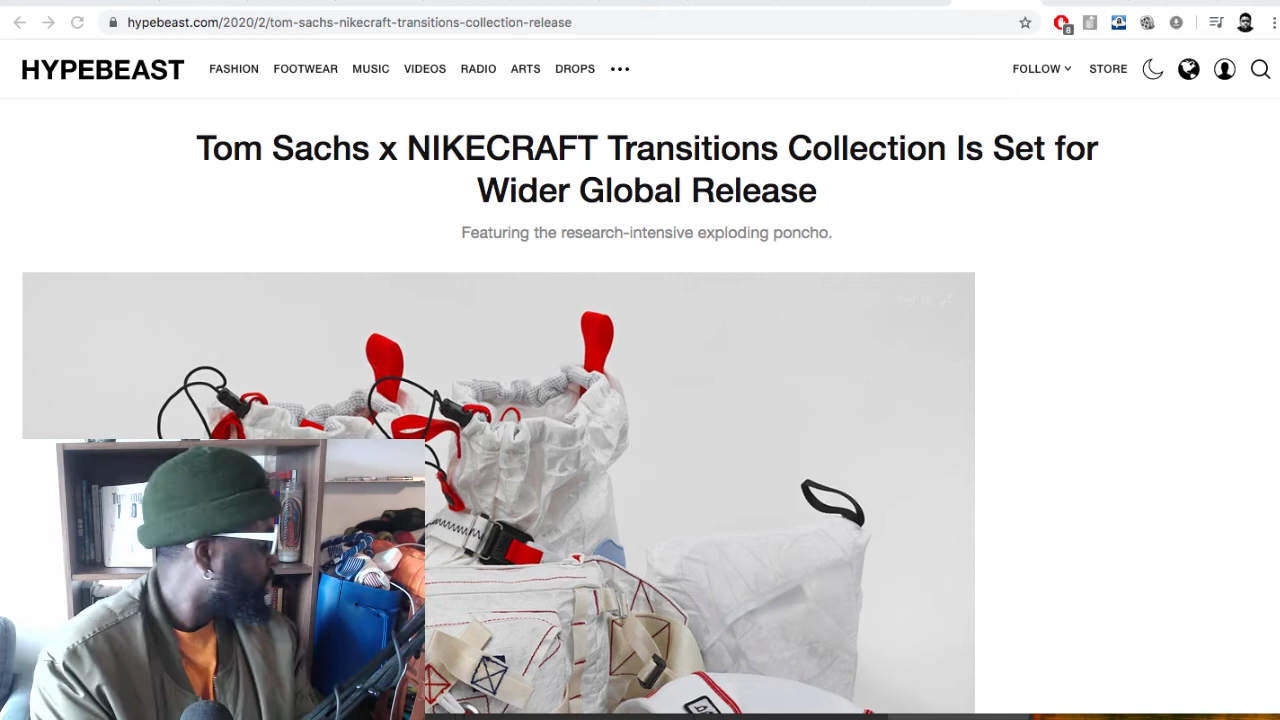 hypebeast.com/2020/2/tom-sachs-nikecraft-transitions-collection-release
8
HYPEBEAST FASHION FOOTWEAR MUSIC VIDEOS RADIO ARTS DROPS ••• FOLLOW STORE
Tom Sachs x NIKECRAFT Transitions Collection Is Set for
Wider Global Release
Featuring the research-intensive exploding poncho.